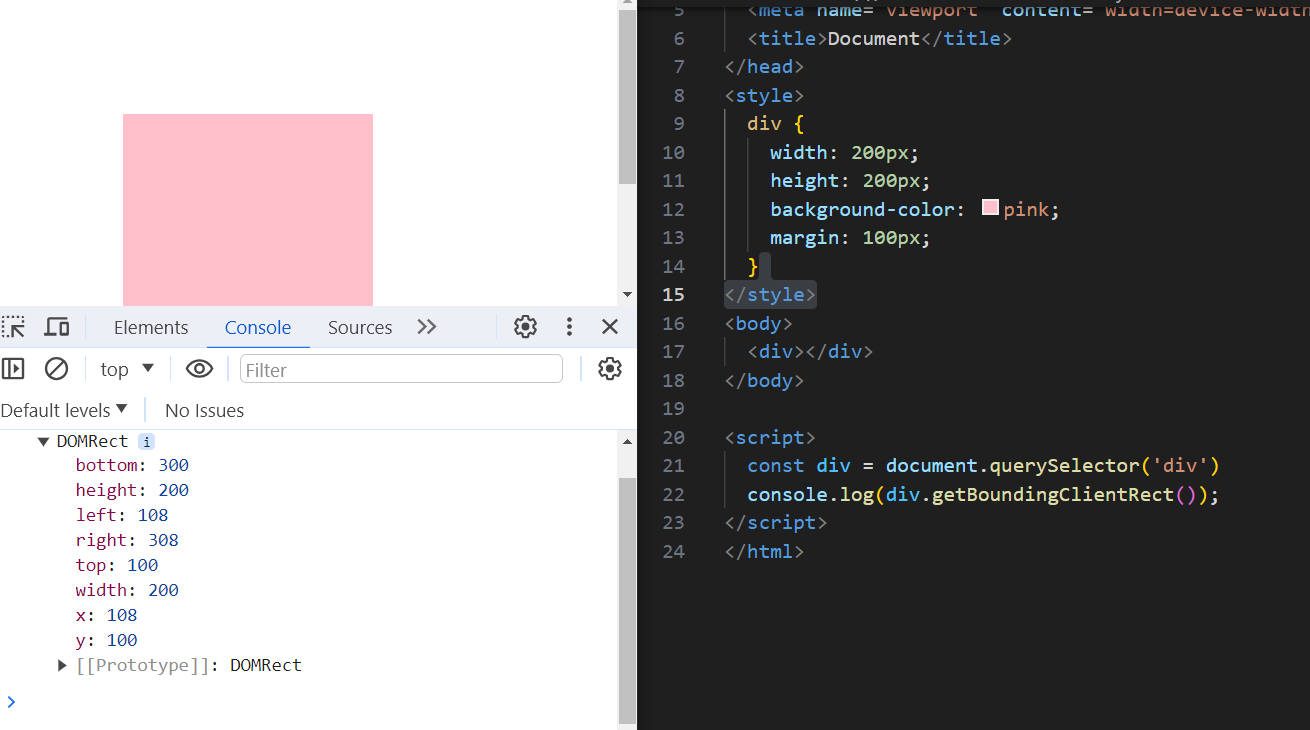 Elements Console Sources
top Filter
Default levels No Issues
DOMRect i
bottom: 300
height: 200
left: 108
right: 308
top: 100
width: 200
x: 108
y: 100
[[Prototype]]: DOMRect
>
5 <meta name="viewport" content="width=device-width
6 <title>Document</title>
7 </head>
8 <style>
9 div {
10 width: 200px;
11 height: 200px;
12 background-color: pink;
13 margin: 100px;
14 }
15 </style>
16 <body>
17 <div></div>
18 </body>
19
20 <script>
21 const div = document.querySelector('div')
22 console.log(div.getBoundingClientRect());
23 </script>
24 </html>